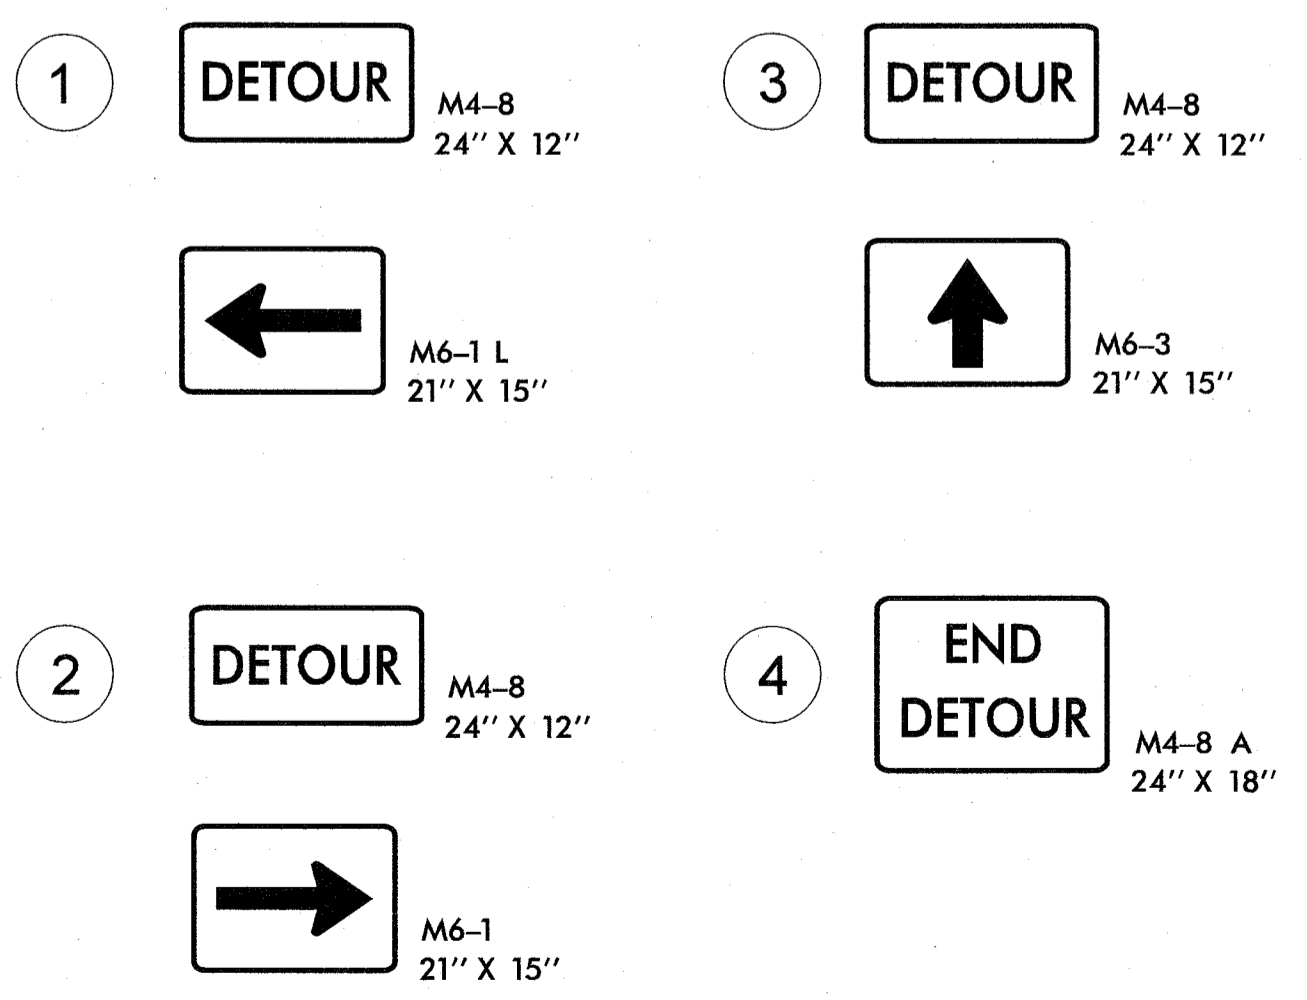 1
DETOUR
M4–8
24″ X 12″
M6–1 L
21″ X 15″
2
DETOUR
M4–8
24″ X 12″
M6–1
21″ X 15″
3
DETOUR
M4–8
24″ X 12″
M6–3
21″ X 15″
4
END
DETOUR
M4–8 A
24″ X 18″